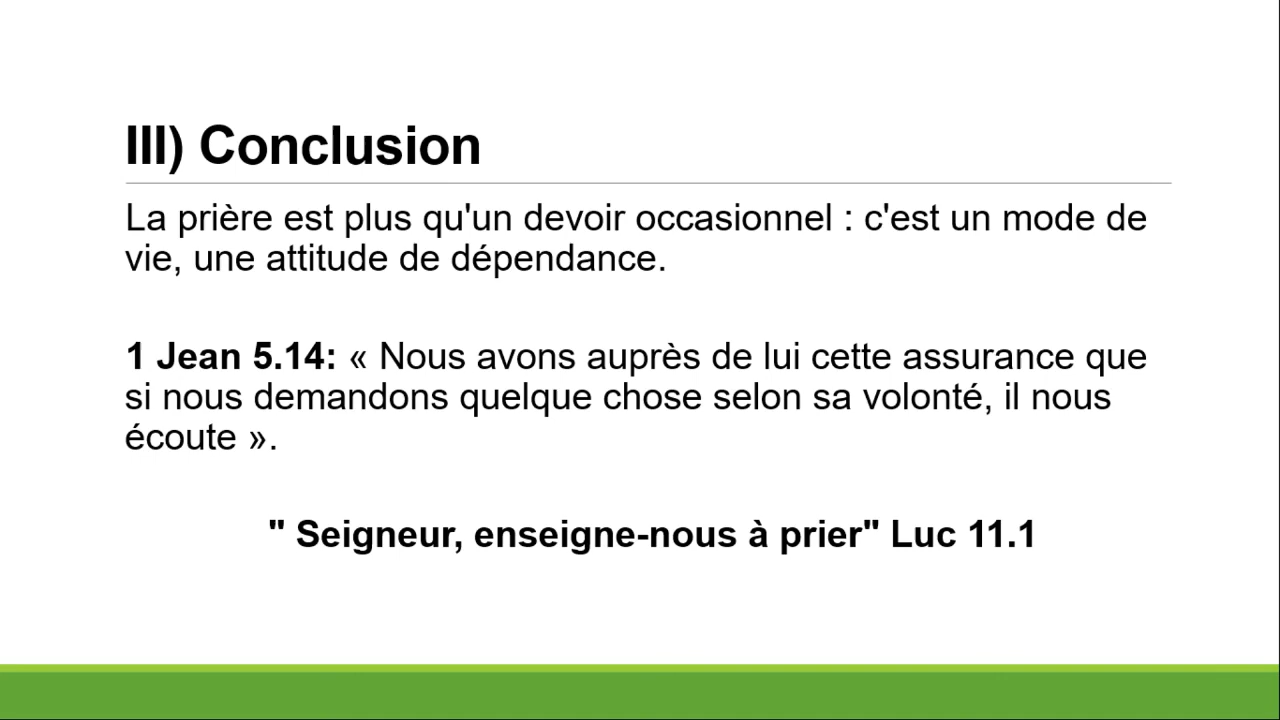 III) Conclusion
La prière est plus qu'un devoir occasionnel : c'est un mode de
vie, une attitude de dépendance.
1 Jean 5.14: « Nous avons auprès de lui cette assurance que
si nous demandons quelque chose selon sa volonté, il nous
écoute ».
" Seigneur, enseigne-nous à prier" Luc 11.1